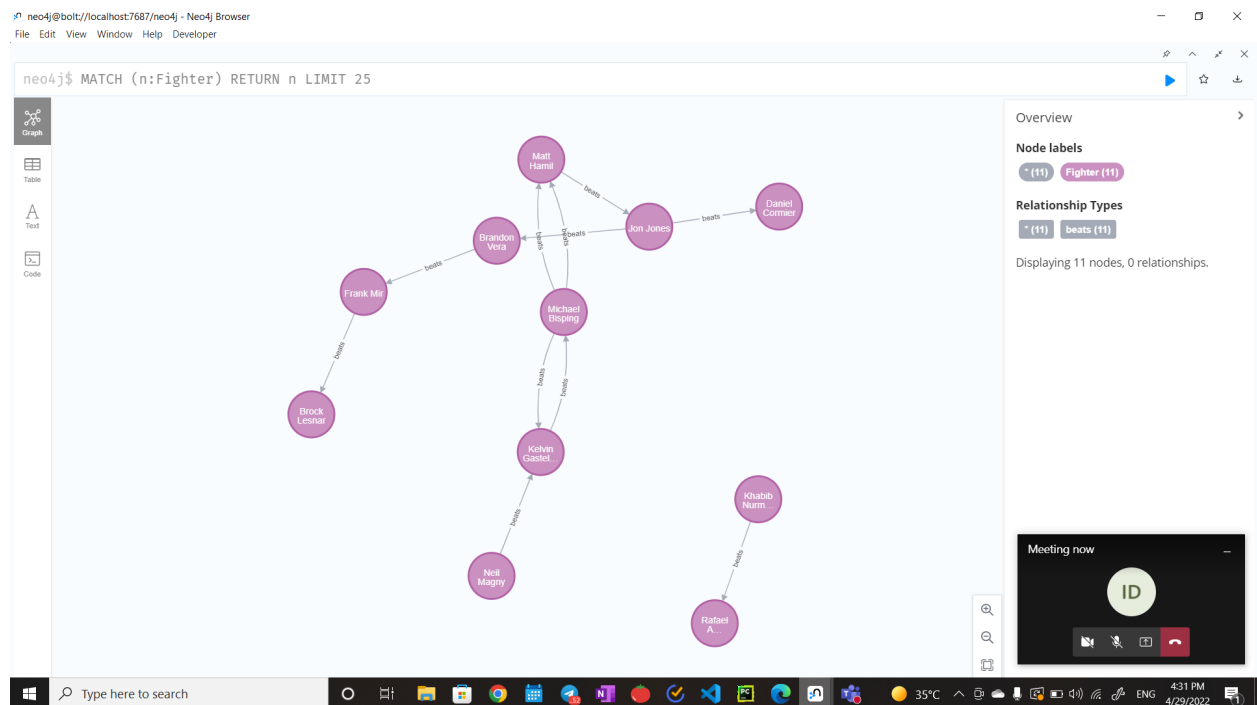 neo4j@bolt://localhost:7687/neo4j - Neo4j Browser
File Edit View Window Help Developer
neo4j$ MATCH (n:Fighter) RETURN n LIMIT 25
Graph
Table
Text
Code
Matt
Hamil
beats
Daniel
Cormier
beats
Jon Jones
beats
Brandon
Vera
beats
beats
beats
Frank Mir
Michael
Bisping
beats
beats
beats
Brock
Lesnar
Kelvin
Gastel...
beats
Khabib
Nurm...
beats
Neil
Magny
Rafael
A...
Overview
Node labels
* (11) Fighter (11)
Relationship Types
* (11) beats (11)
Displaying 11 nodes, 0 relationships.
Meeting now
ID
Type here to search
52
PC
35°C
ENG
4:31 PM
4/29/2022
1